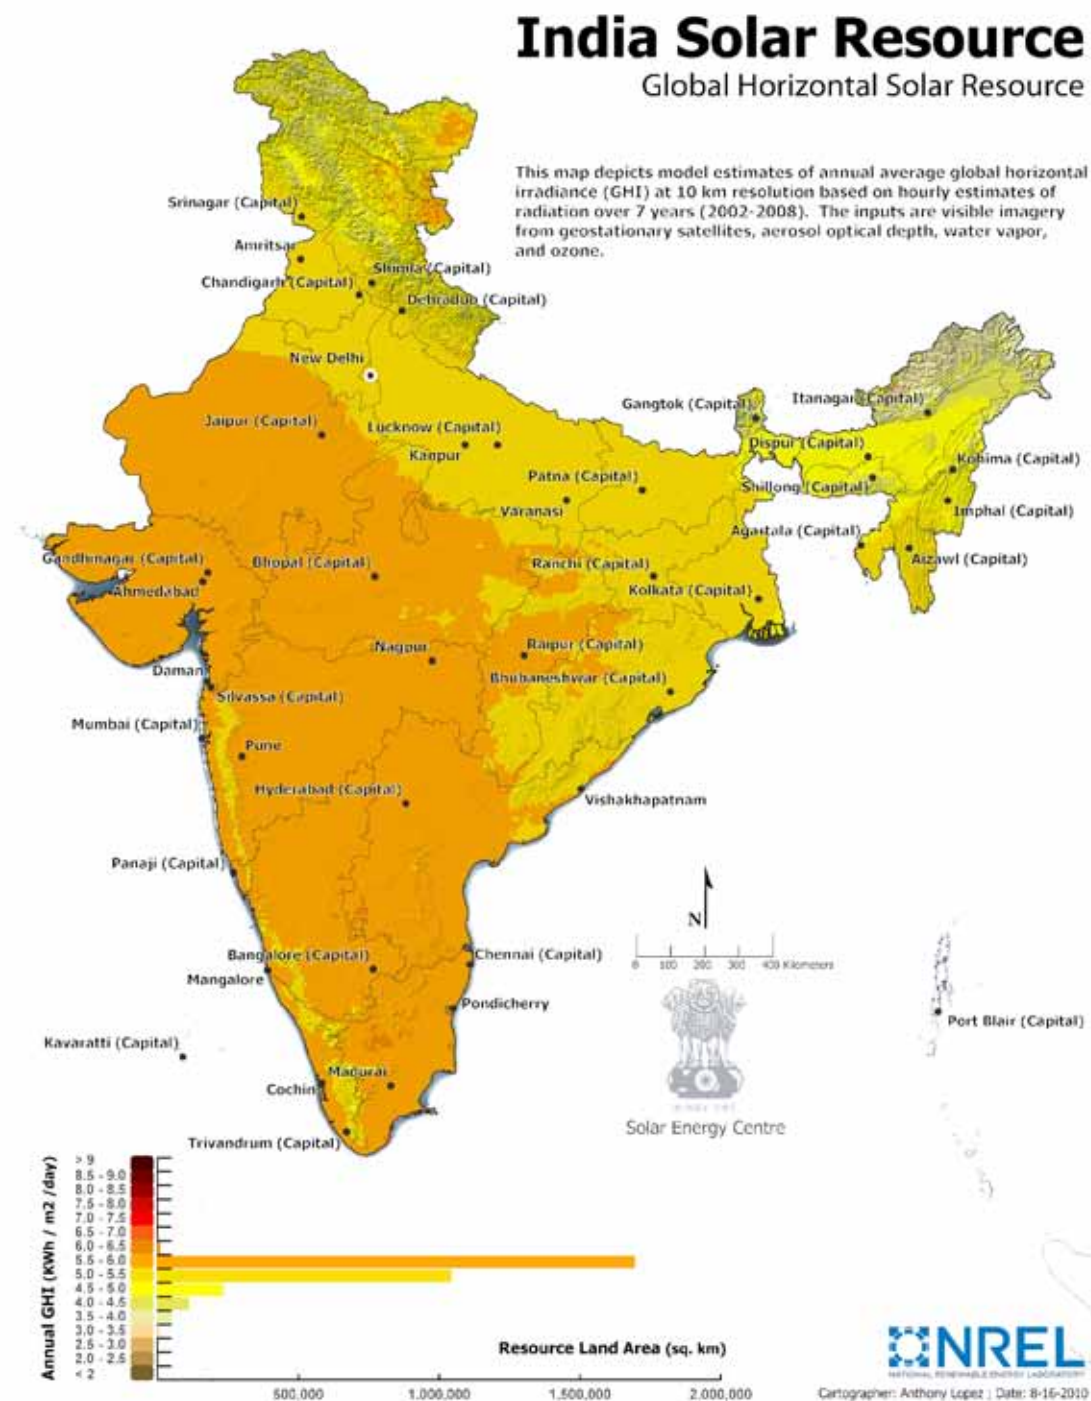 India Solar Resource
Global Horizontal Solar Resource
This map depicts model estimates of annual average global horizontal
irradiance (GHI) at 10 km resolution based on hourly estimates of
radiation over 7 years (2002-2008). The inputs are visible imagery
from geostationary satellites, aerosol optical depth, water vapor,
and ozone.
Srinagar (Capital)
Amritsar
Shimla (Capital)
Chandigarh (Capital)
Dehradub (Capital)
New Delhi
Gangtok (Capital)
Itanagar (Capital)
Jaipur (Capital)
Lucknow (Capital)
Kanpur
Dispur (Capital)
Kohima (Capital)
Patna (Capital)
Shillong (Capital)
Varanasi
Imphal (Capital)
Agartala (Capital)
Gandhinagar (Capital)
Bhopal (Capital)
Ranchi (Capital)
Aizawl (Capital)
Ahmedabad
Kolkata (Capital)
Nagpur
Raipur (Capital)
Daman
Bhubaneshwar (Capital)
Silvassa (Capital)
Mumbai (Capital)
Pune
Hyderabad (Capital)
Vishakhapatnam
Panaji (Capital)
N
Bangalore (Capital)
Chennai (Capital)
0 100 200 300 400 Kilometers
Mangalore
Pondicherry
Port Blair (Capital)
Kavaratti (Capital)
Madurai
Cochin
Solar Energy Centre
Trivandrum (Capital)
Annual GHI (KWh / m2 /day)
> 9
8.5 - 9.0
8.0 - 8.5
7.5 - 8.0
7.0 - 7.5
6.5 - 7.0
6.0 - 6.5
5.5 - 6.0
5.0 - 5.5
4.5 - 5.0
4.0 - 4.5
3.5 - 4.0
3.0 - 3.5
2.5 - 3.0
2.0 - 2.5
< 2
Resource Land Area (sq. km)
500,000 1,000,000 1,500,000 2,000,000
NREL
NATIONAL RENEWABLE ENERGY LABORATORY
Cartographer: Anthony Lopez ; Date: 8-16-2010